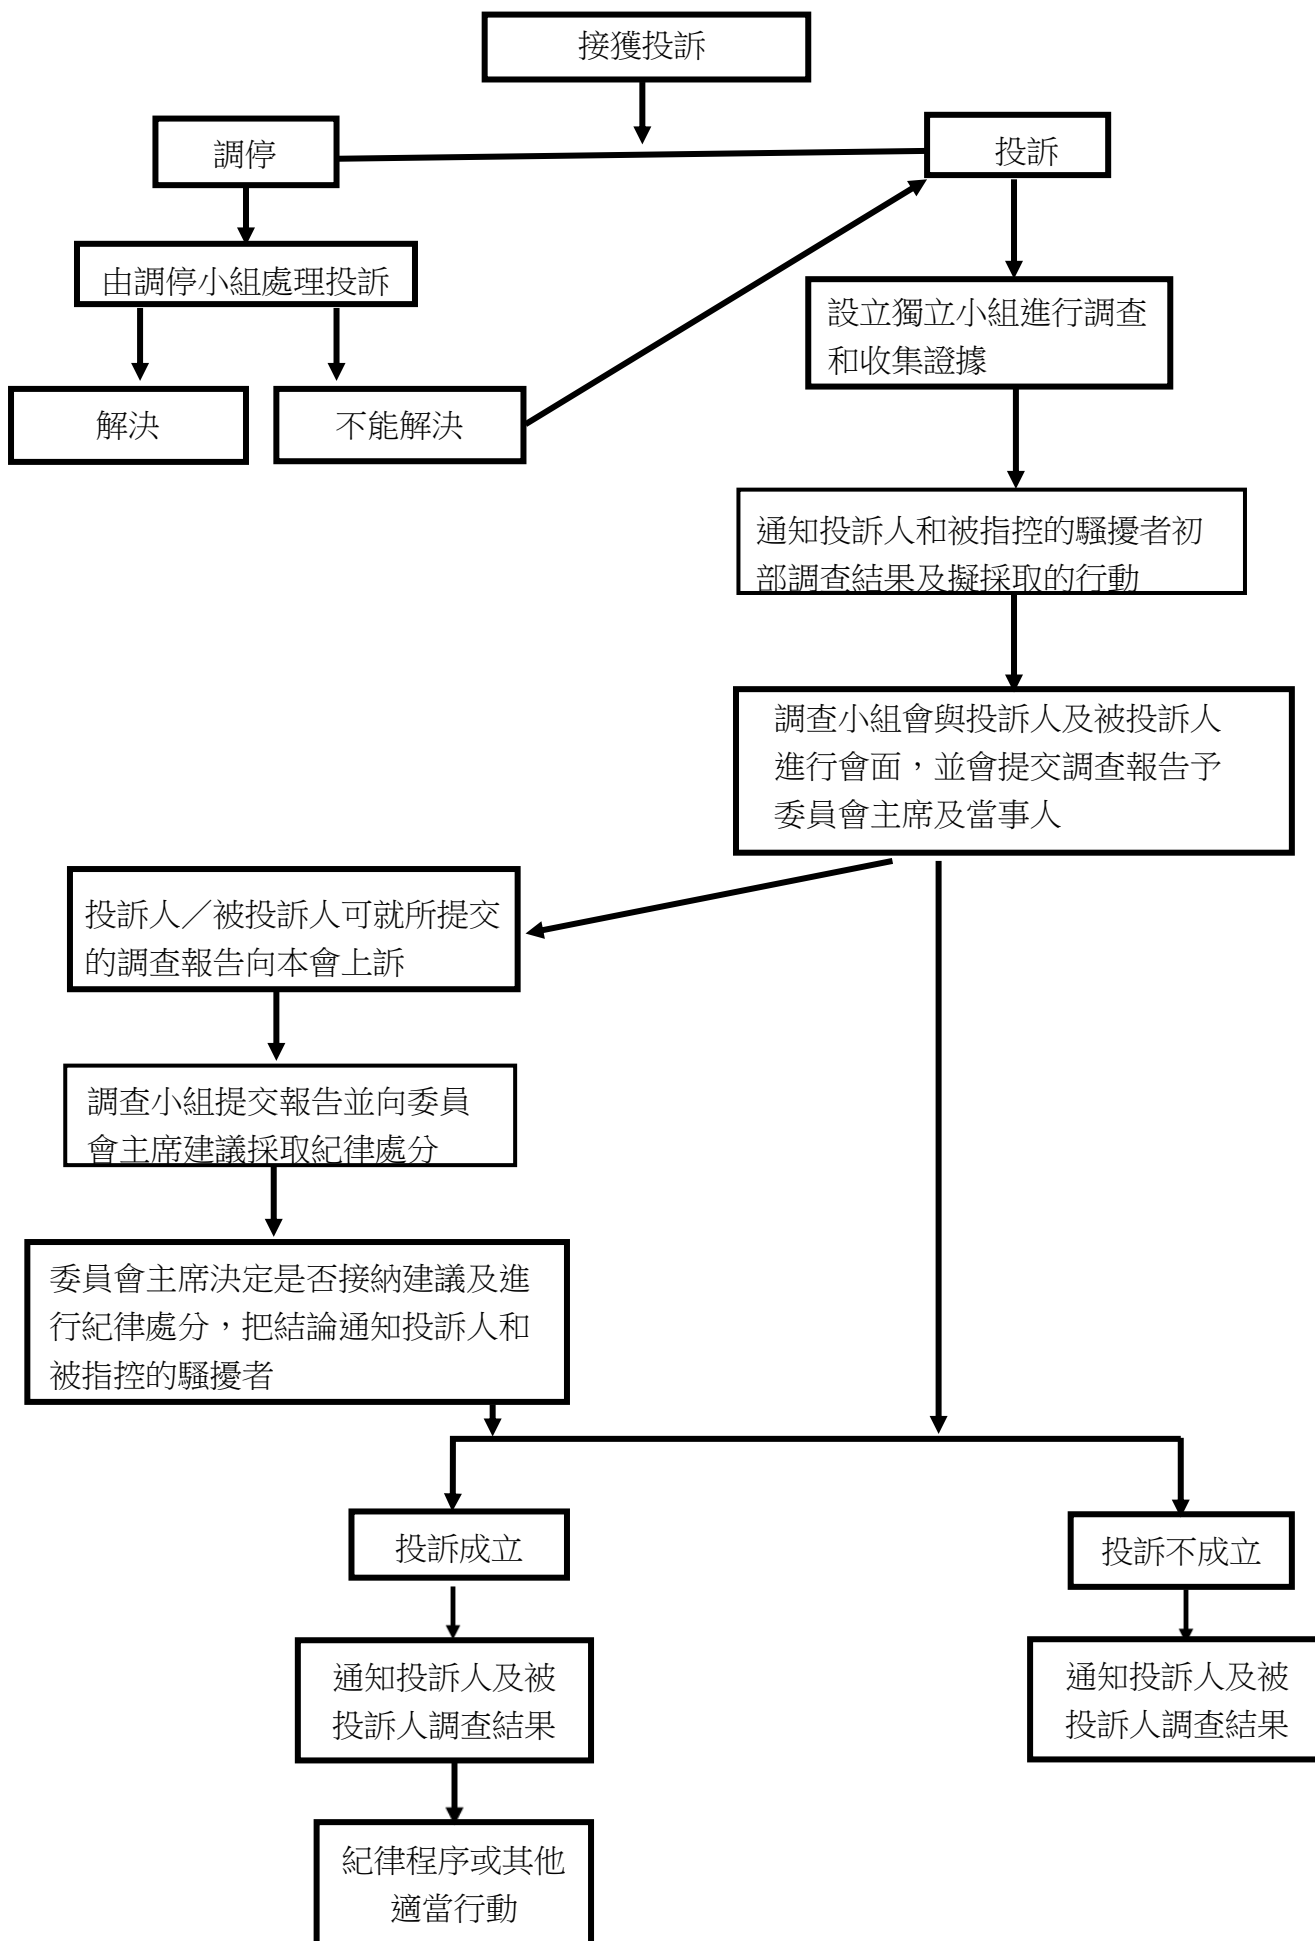 接獲投訴
調停
投訴
由調停小組處理投訴
設立獨立小組進行調查
和收集證據
解決
不能解決
通知投訴人和被指控的騷擾者初
部調查結果及擬採取的行動
調查小組會與投訴人及被投訴人
進行會面，並會提交調查報告予
委員會主席及當事人
投訴人／被投訴人可就所提交
的調查報告向本會上訴
調查小組提交報告並向委員
會主席建議採取紀律處分
委員會主席決定是否接納建議及進
行紀律處分，把結論通知投訴人和
被指控的騷擾者
投訴成立
投訴不成立
通知投訴人及被
投訴人調查結果
通知投訴人及被
投訴人調查結果
紀律程序或其他
適當行動